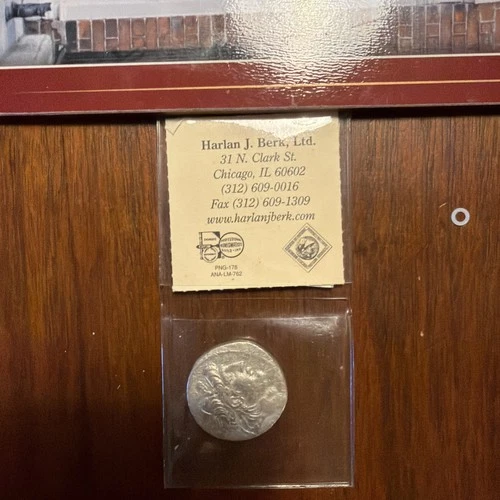 Harlan J. Berk, Ltd.
31 N. Clark St.
Chicago, IL 60602
(312) 609-0016
Fax (312) 609-1309
www.harlanjberk.com
PNG-178
ANA-LM-762